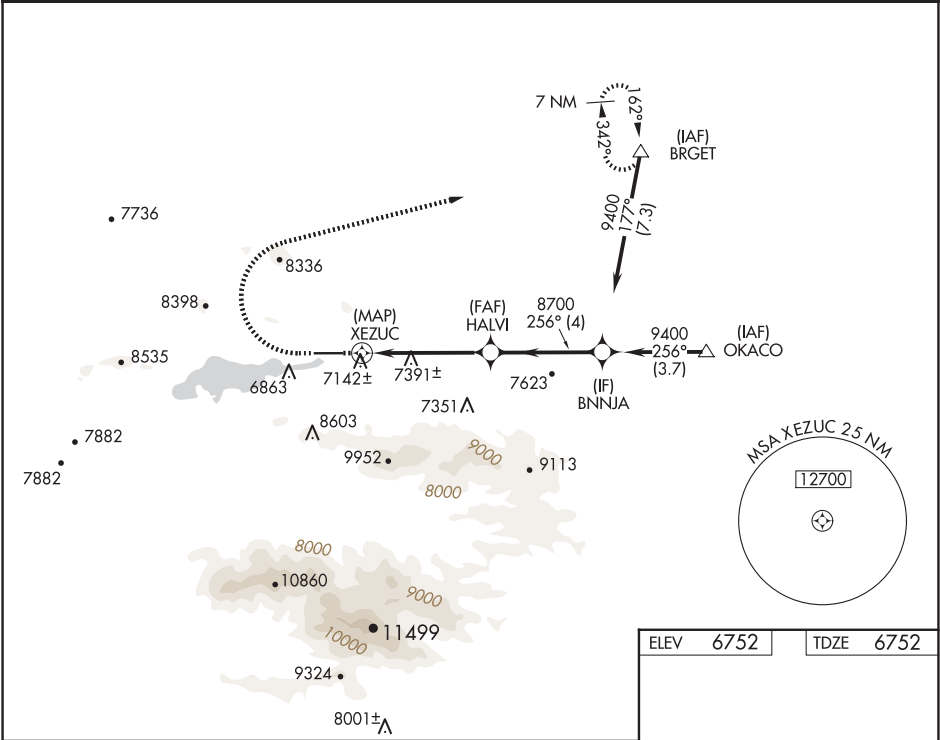 7 NM
162°
342°
(IAF)
BRGET
9400
177°
(7.3)
7736
8336
8398
8535
(MAP)
XEZUC
(FAF)
HALVI
8700
256° (4)
9400
256°
(3.7)
(IAF)
OKACO
(IF)
BNNJA
6863
7142±
7391±
7623
7351
8603
7882
7882
9952
9000
9113
8000
MSA XEZUC 25 NM
12700
8000
10860
9000
11499
10000
9324
8001±
ELEV 6752
TDZE 6752